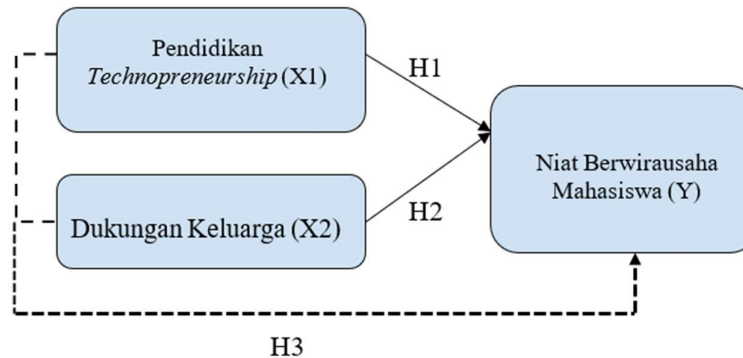 Pendidikan
Technopreneurship (X1)
H1
Niat Berwirausaha
Mahasiswa (Y)
Dukungan Keluarga (X2)
H2
H3